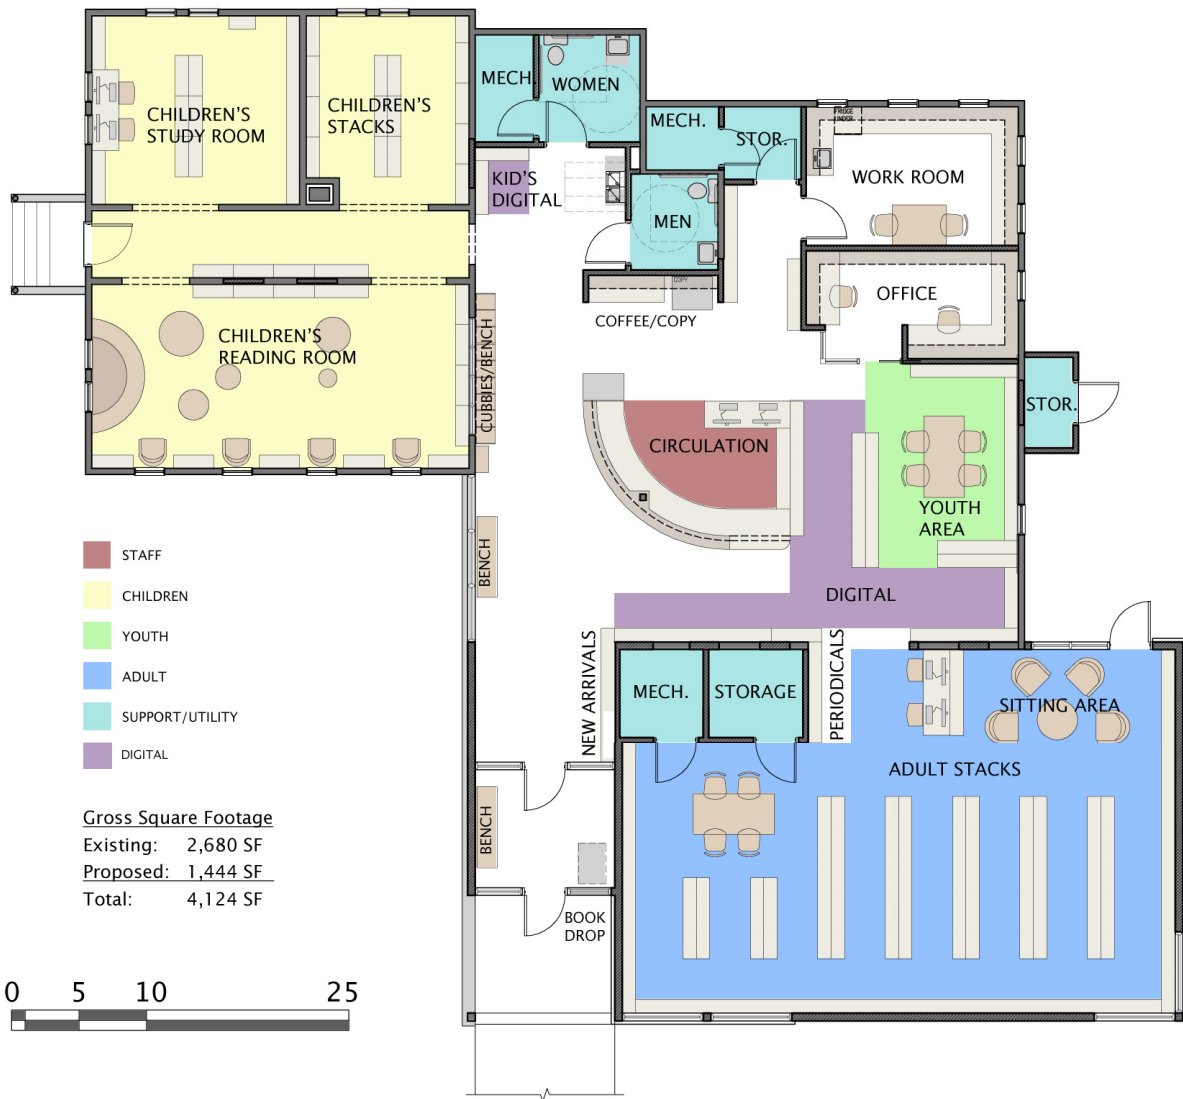 MECH.
WOMEN
CHILDREN'S
STUDY ROOM
CHILDREN'S
STACKS
MECH.
STOR.
FRIDGE
UNDER
WORK ROOM
KID'S
DIGITAL
MEN
COPY
COFFEE/COPY
OFFICE
CHILDREN'S
READING ROOM
CUBBIES/BENCH
STOR.
CIRCULATION
YOUTH
AREA
BENCH
DIGITAL
STAFF
CHILDREN
YOUTH
ADULT
SUPPORT/UTILITY
DIGITAL
NEW ARRIVALS
MECH.
STORAGE
PERIODICALS
SITTING AREA
ADULT STACKS
BENCH
BOOK
DROP
Gross Square Footage
Existing: 2,680 SF
Proposed: 1,444 SF
Total: 4,124 SF
0 5 10 25